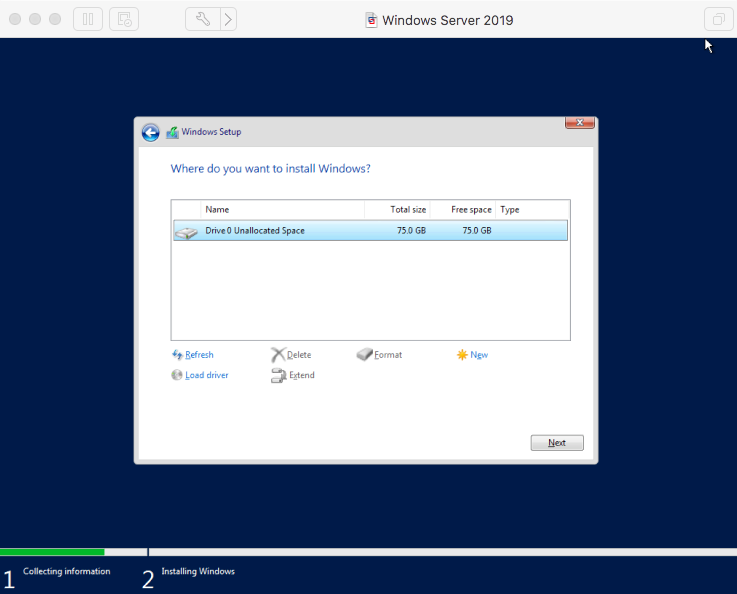 Windows Server 2019
Windows Setup
Where do you want to install Windows?
Name Total size Free space Type
Drive 0 Unallocated Space 75.0 GB 75.0 GB
Refresh Delete Format New
Load driver Extend
Next
1 Collecting information 2 Installing Windows